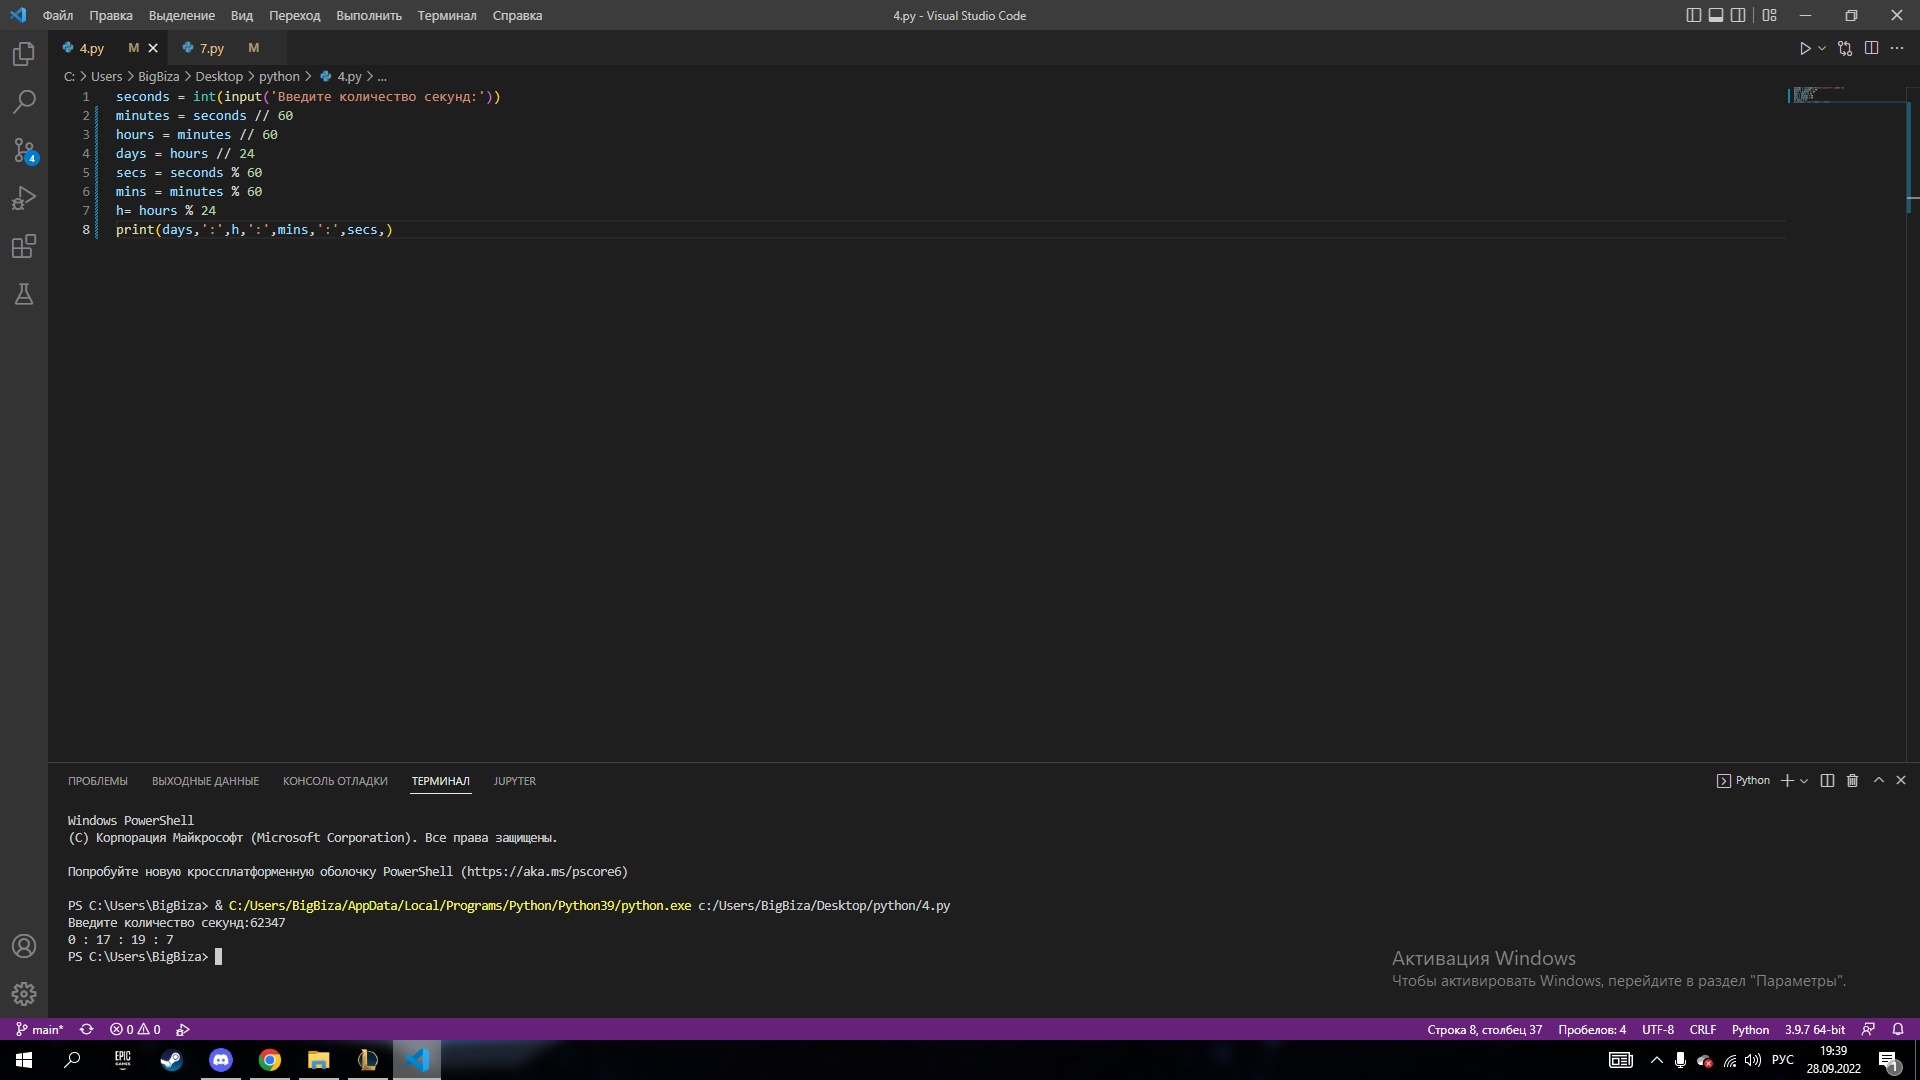 Файл Правка Выделение Вид Переход Выполнить Терминал Справка
4.py - Visual Studio Code
4.py M 7.py M
C: > Users > BigBiza > Desktop > python > 4.py > ...
1 seconds = int(input('Введите количество секунд:'))
2 minutes = seconds // 60
3 hours = minutes // 60
4 days = hours // 24
5 secs = seconds % 60
6 mins = minutes % 60
7 h= hours % 24
8 print(days,':',h,':',mins,':',secs,)
4
ПРОБЛЕМЫ ВЫХОДНЫЕ ДАННЫЕ КОНСОЛЬ ОТЛАДКИ ТЕРМИНАЛ JUPYTER
Python
Windows PowerShell
(C) Корпорация Майкрософт (Microsoft Corporation). Все права защищены.
Попробуйте новую кроссплатформенную оболочку PowerShell (https://aka.ms/pscore6)
PS C:\Users\BigBiza> & C:/Users/BigBiza/AppData/Local/Programs/Python/Python39/python.exe c:/Users/BigBiza/Desktop/python/4.py
Введите количество секунд:62347
0 : 17 : 19 : 7
PS C:\Users\BigBiza>
Активация Windows
Чтобы активировать Windows, перейдите в раздел "Параметры".
main* 0 0
Строка 8, столбец 37 Пробелов: 4 UTF-8 CRLF Python 3.9.7 64-bit
EPIC
GAMES
РУС
19:39
28.09.2022
1